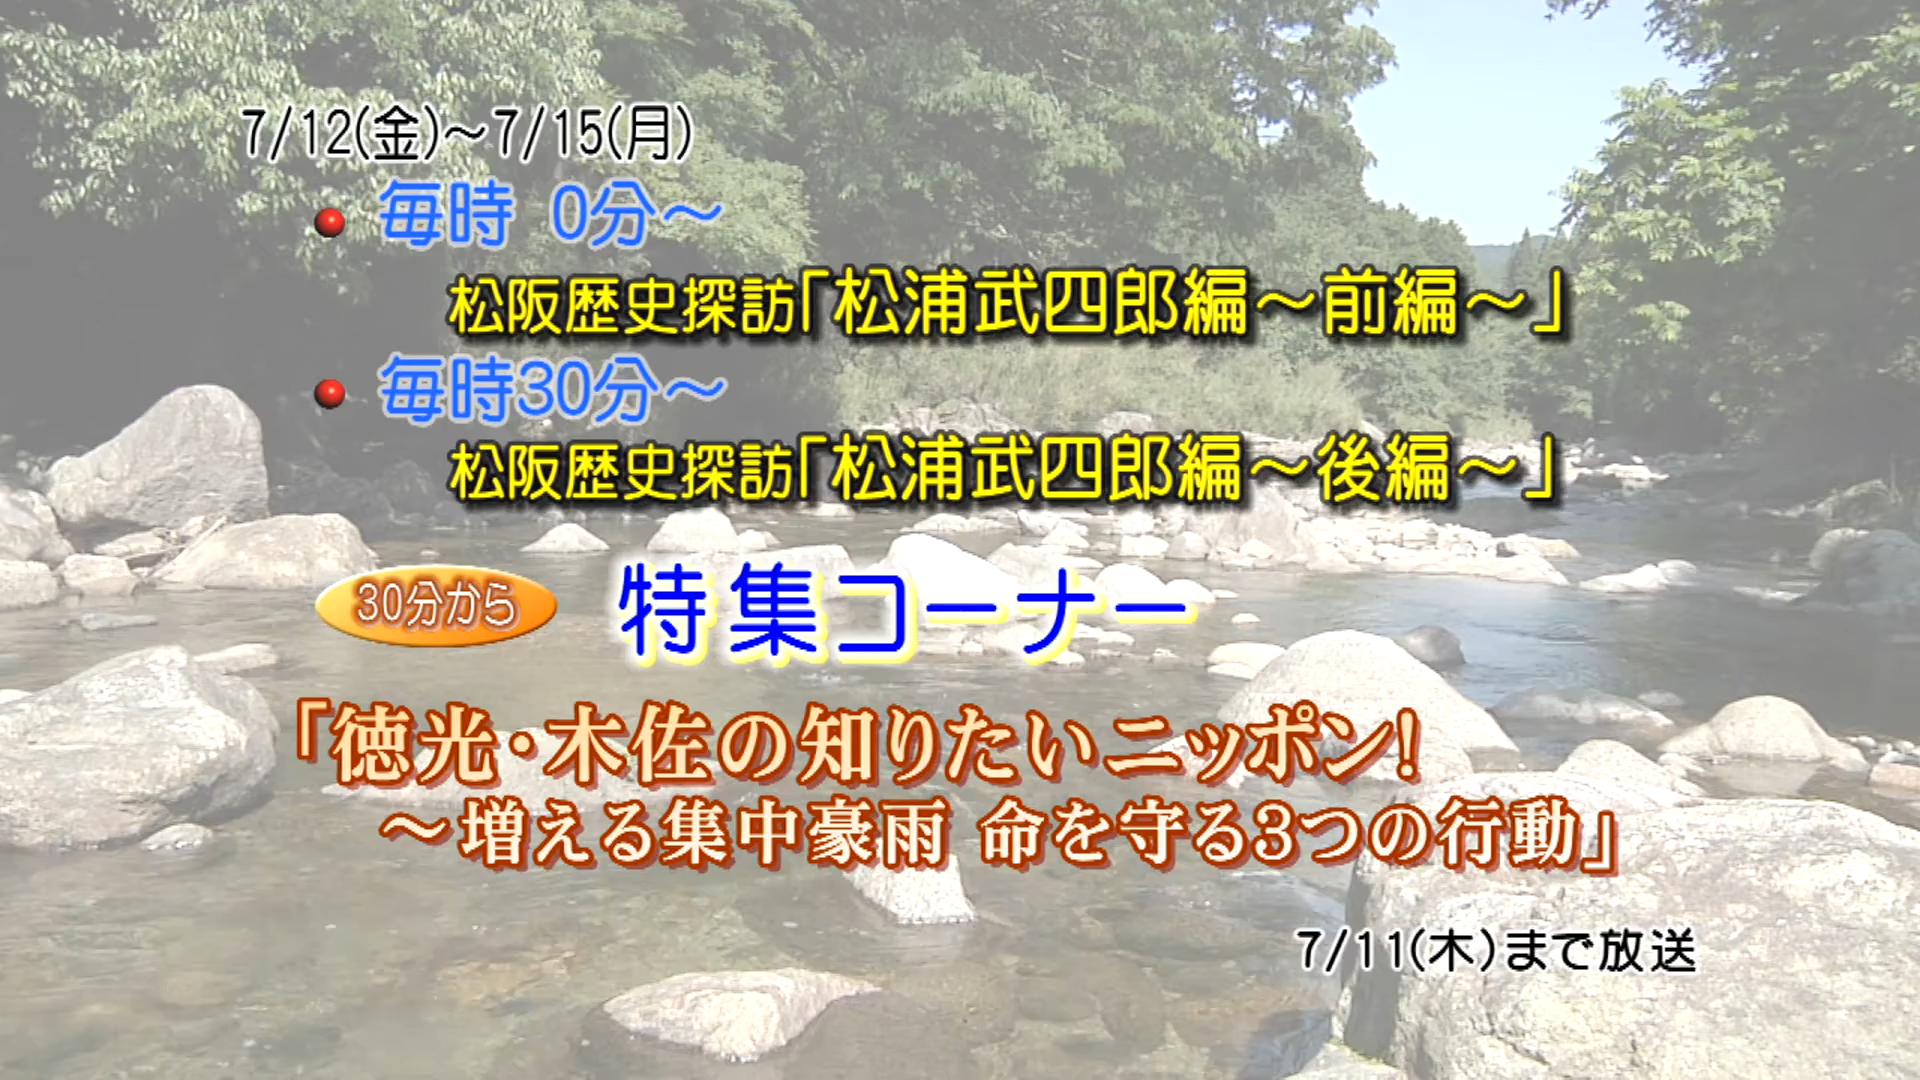 7/12(金)～7/15(月)
毎時 0分～
松阪歴史探訪「松浦武四郎編～前編～」
毎時30分～
松阪歴史探訪「松浦武四郎編～後編～」
30分から 特集コーナー
「徳光・木佐の知りたいニッポン!
～増える集中豪雨 命を守る3つの行動」
7/11(木)まで放送